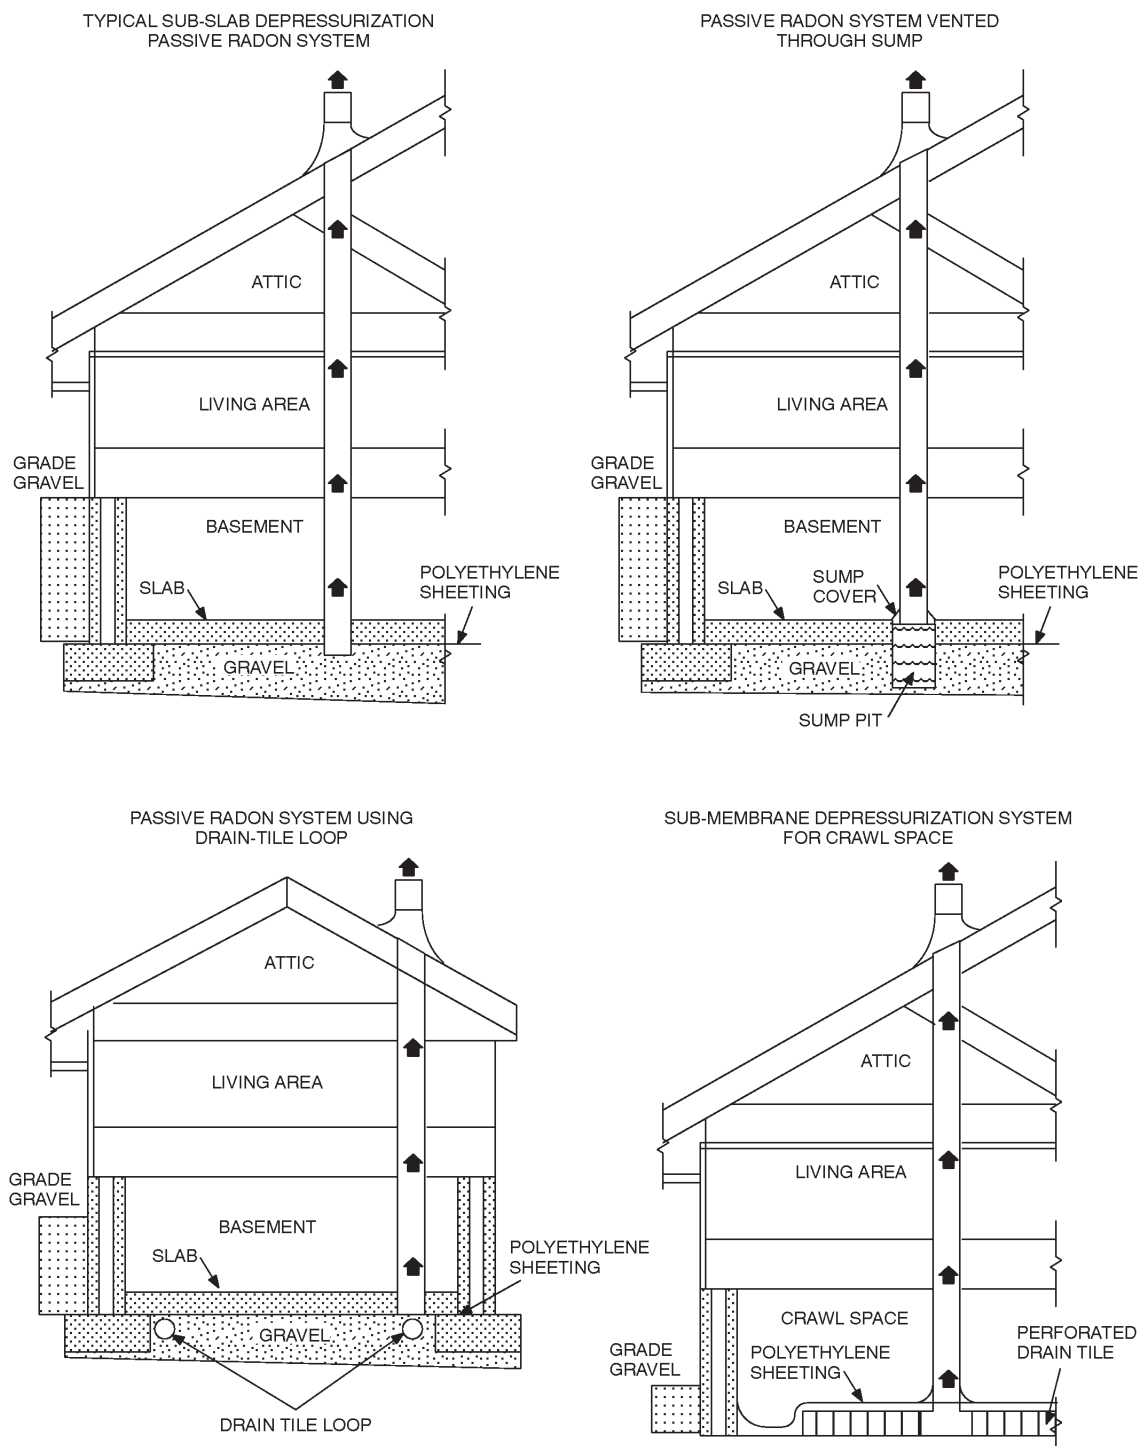 TYPICAL SUB-SLAB DEPRESSURIZATION
PASSIVE RADON SYSTEM
ATTIC
LIVING AREA
GRADE
GRAVEL
BASEMENT
SLAB
POLYETHYLENE
SHEETING
GRAVEL
PASSIVE RADON SYSTEM VENTED
THROUGH SUMP
ATTIC
LIVING AREA
GRADE
GRAVEL
BASEMENT
SLAB
SUMP
COVER
POLYETHYLENE
SHEETING
GRAVEL
SUMP PIT
PASSIVE RADON SYSTEM USING
DRAIN-TILE LOOP
ATTIC
LIVING AREA
GRADE
GRAVEL
BASEMENT
SLAB
POLYETHYLENE
SHEETING
GRAVEL
DRAIN TILE LOOP
SUB-MEMBRANE DEPRESSURIZATION SYSTEM
FOR CRAWL SPACE
ATTIC
LIVING AREA
CRAWL SPACE
GRADE
GRAVEL
POLYETHYLENE
SHEETING
PERFORATED
DRAIN TILE